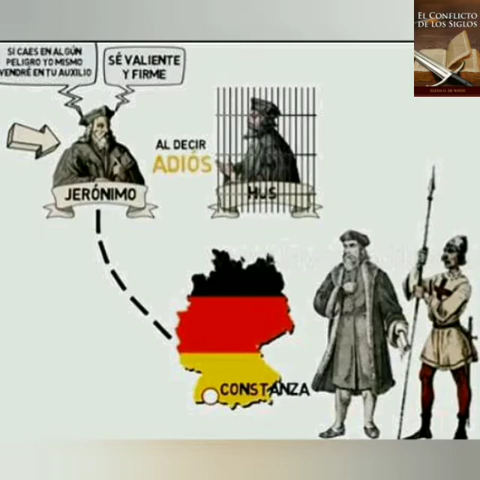 EL CONFLICTO
DE LOS SIGLOS
SI CAES EN ALGÚN
PELIGRO YO MISMO
VENDRÉ EN TU AUXILIO
SÉ VALIENTE
Y FIRME
AL DECIR
ADIÓS
JERÓNIMO
HUS
CONSTANZA